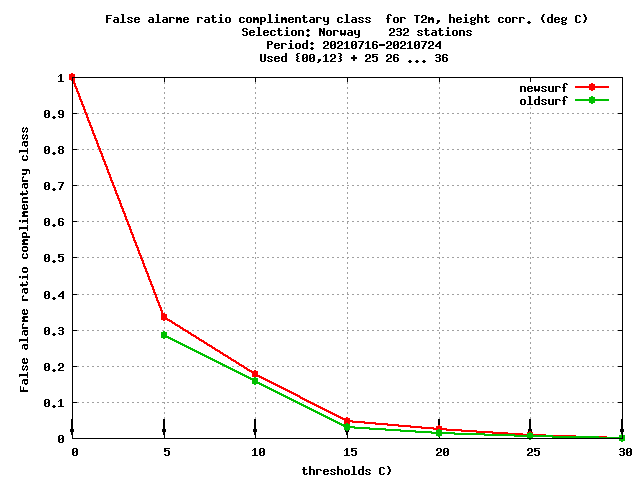 False alarme ratio complimentary class  for T2m, height corr. (deg C)
Selection: Norway    232 stations
Period: 20210716-20210724
Used {00,12} + 25 26 ... 36
newsurf
oldsurf
False alarme ratio complimentary class
1
0.9
0.8
0.7
0.6
0.5
0.4
0.3
0.2
0.1
0
0 5 10 15 20 25 30
thresholds C)